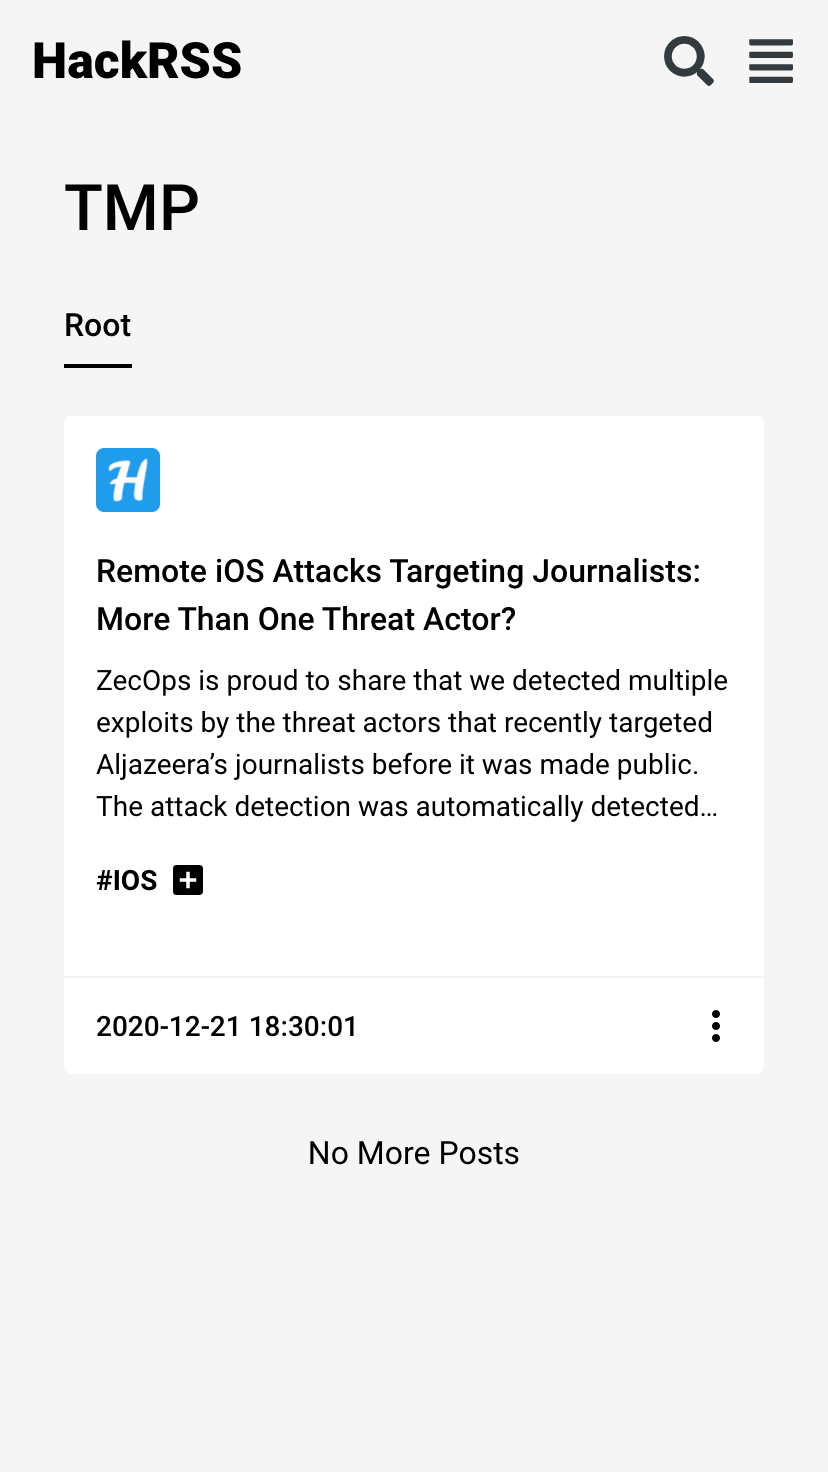 HackRSS
TMP
Root
H
Remote iOS Attacks Targeting Journalists:
More Than One Threat Actor?
ZecOps is proud to share that we detected multiple
exploits by the threat actors that recently targeted
Aljazeera’s journalists before it was made public.
The attack detection was automatically detected…
#IOS
2020-12-21 18:30:01
No More Posts